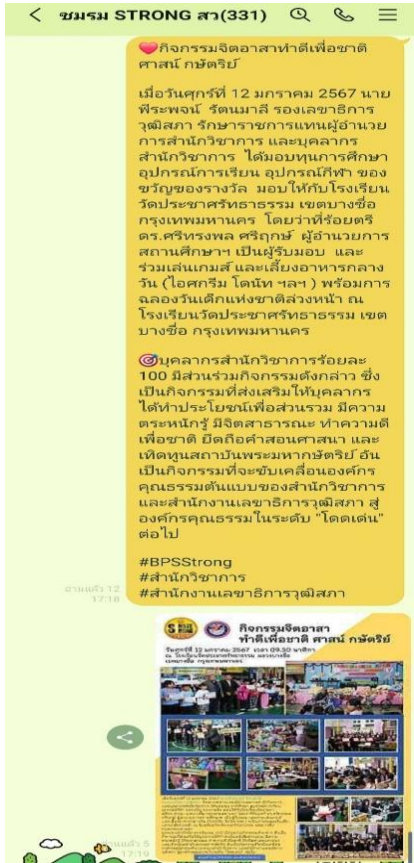 ชมรม STRONG สว(331)
❤️กิจกรรมจิตอาสาทำดีเพื่อชาติ
ศาสน์ กษัตริย์
เมื่อวันศุกร์ที่ 12 มกราคม 2567 นาย
พีระพจน์ รัตนมาลี รองเลขาธิการ
วุฒิสภา รักษาราชการแทนผู้อำนวย
การสำนักวิชาการ และบุคลากร
สำนักวิชาการ ได้มอบทุนการศึกษา
อุปกรณ์การเรียน อุปกรณ์กีฬา ของ
ขวัญของรางวัล มอบให้กับโรงเรียน
วัดประชาศรัทธาธรรม เขตบางซื่อ
กรุงเทพมหานคร โดยว่าที่ร้อยตรี
ดร.ศรีทรงพล ศริฤกษ์ ผู้อำนวยการ
สถานศึกษาฯ เป็นผู้รับมอบ และ
ร่วมเล่นเกมส์ และเลี้ยงอาหารกลาง
วัน (ไอศกรีม โดนัท ฯลฯ ) พร้อมการ
ฉลองวันเด็กแห่งชาติล่วงหน้า ณ
โรงเรียนวัดประชาศรัทธาธรรม เขต
บางซื่อ กรุงเทพมหานคร
🎯บุคลากรสำนักวิชาการร้อยละ
100 มีส่วนร่วมกิจกรรมดังกล่าว ซึ่ง
เป็นกิจกรรมที่ส่งเสริมให้บุคลากร
ได้ทำประโยชน์เพื่อส่วนรวม มีความ
ตระหนักรู้ มีจิตสาธารณะ ทำความดี
เพื่อชาติ ยึดถือคำสอนศาสนา และ
เทิดทูนสถาบันพระมหากษัตริย์ อัน
เป็นกิจกรรมที่จะขับเคลื่อนองค์กร
คุณธรรมต้นแบบของสำนักวิชาการ
และสำนักงานเลขาธิการวุฒิสภา สู่
องค์กรคุณธรรมในระดับ "โดดเด่น"
ต่อไป
#BPSStrong
#สำนักวิชาการ
#สำนักงานเลขาธิการวุฒิสภา
อ่านแล้ว 12
17:18
กิจกรรมจิตอาสา
ทำดีเพื่อชาติ ศาสน์ กษัตริย์
วันศุกร์ที่ 12 มกราคม 2567 เวลา 09.30 นาฬิกา
อ่านแล้ว 5
17:19